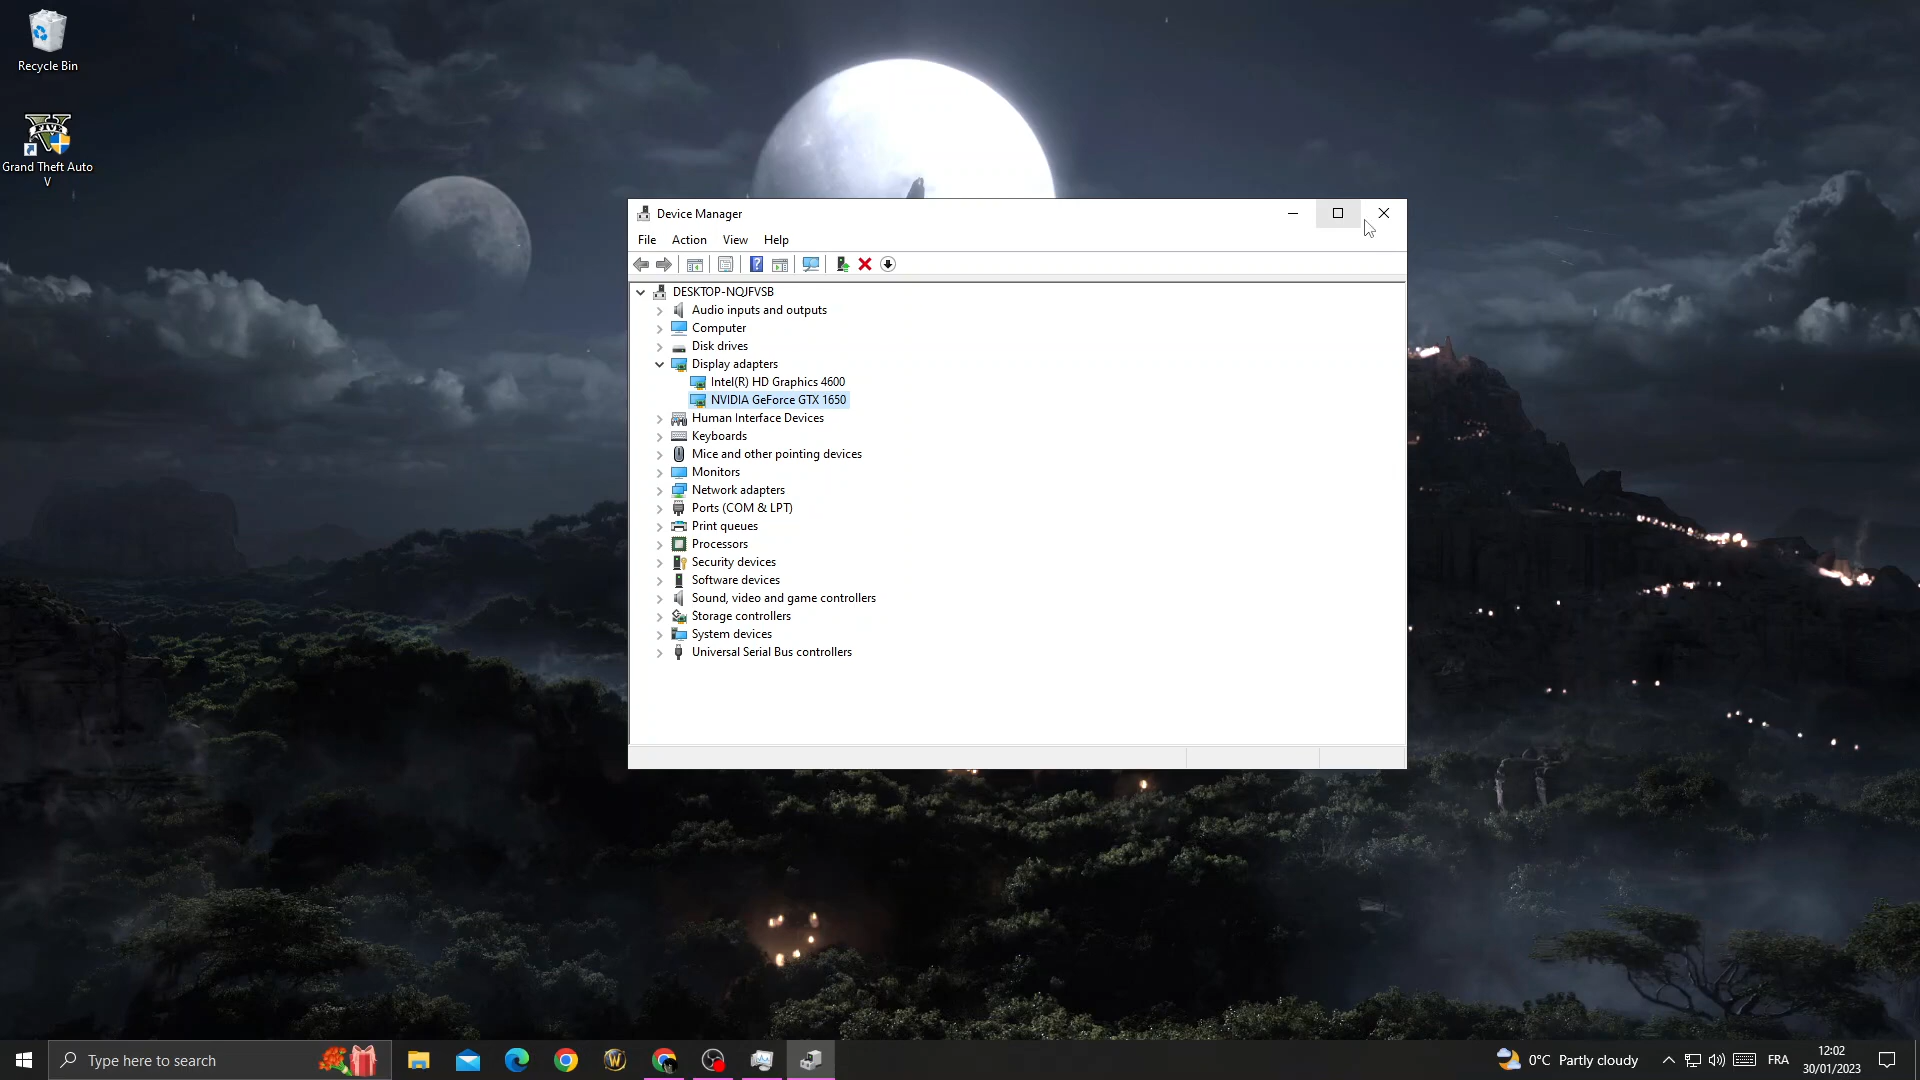 Recycle Bin
FIVE
Grand Theft Auto
V
Device Manager
File Action View Help
DESKTOP-NQJFVSB
Audio inputs and outputs
Computer
Disk drives
Display adapters
Intel(R) HD Graphics 4600
NVIDIA GeForce GTX 1650
Human Interface Devices
Keyboards
Mice and other pointing devices
Monitors
Network adapters
Ports (COM & LPT)
Print queues
Processors
Security devices
Software devices
Sound, video and game controllers
Storage controllers
System devices
Universal Serial Bus controllers
Type here to search
0°C Partly cloudy
FRA
12:02
30/01/2023